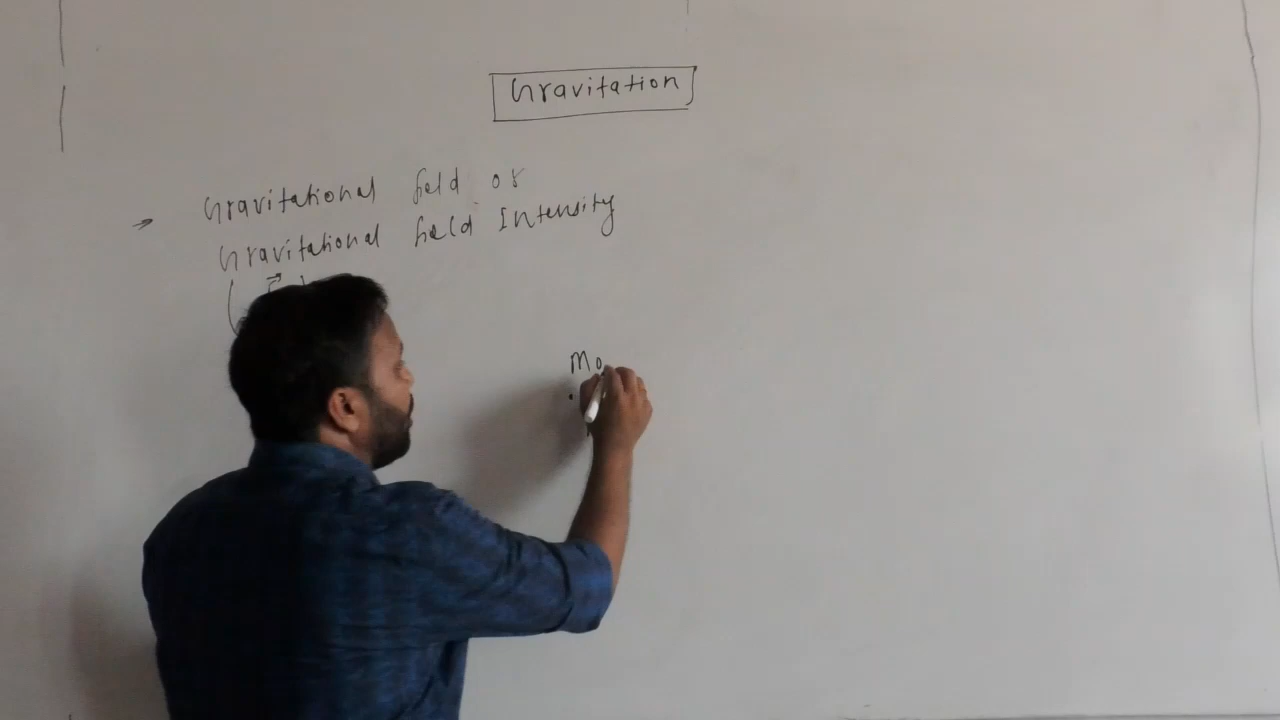 Gravitation
→ Gravitational field or
Gravitational field Intensity
(
Mo